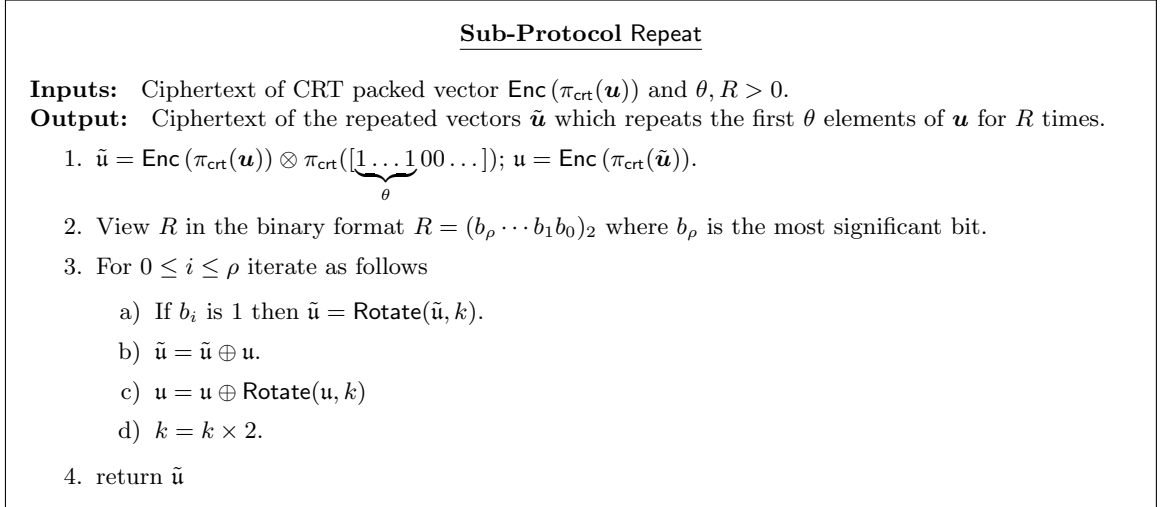 Sub-Protocol Repeat
Inputs: Ciphertext of CRT packed vector Enc (π_crt(𝒖)) and θ, R > 0.
Output: Ciphertext of the repeated vectors 𝒖̃ which repeats the first θ elements of 𝒖 for R times.
1. 𝔲̃ = Enc (π_crt(𝒖)) ⊗ π_crt([1 . . . 1 00 . . .]); 𝔲 = Enc (π_crt(𝒖̃)).
θ
2. View R in the binary format R = (b_ρ ⋯ b_1b_0)_2 where b_ρ is the most significant bit.
3. For 0 ≤ i ≤ ρ iterate as follows
a) If b_i is 1 then 𝔲̃ = Rotate(𝔲̃, k).
b) 𝔲̃ = 𝔲̃ ⊕ 𝔲.
c) 𝔲 = 𝔲 ⊕ Rotate(𝔲, k)
d) k = k × 2.
4. return 𝔲̃